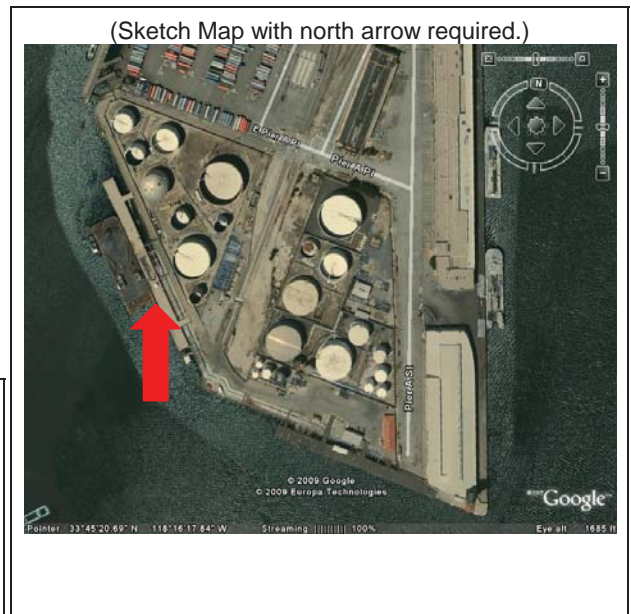 (Sketch Map with north arrow required.)
N
E Pier A Pl
Pier A Pl
Pier A St
© 2009 Google
© 2009 Europa Technologies
Google
Pointer 33°45'20.69" N 118°16'17.84" W Streaming |||||||||| 100% Eye alt 1685 ft